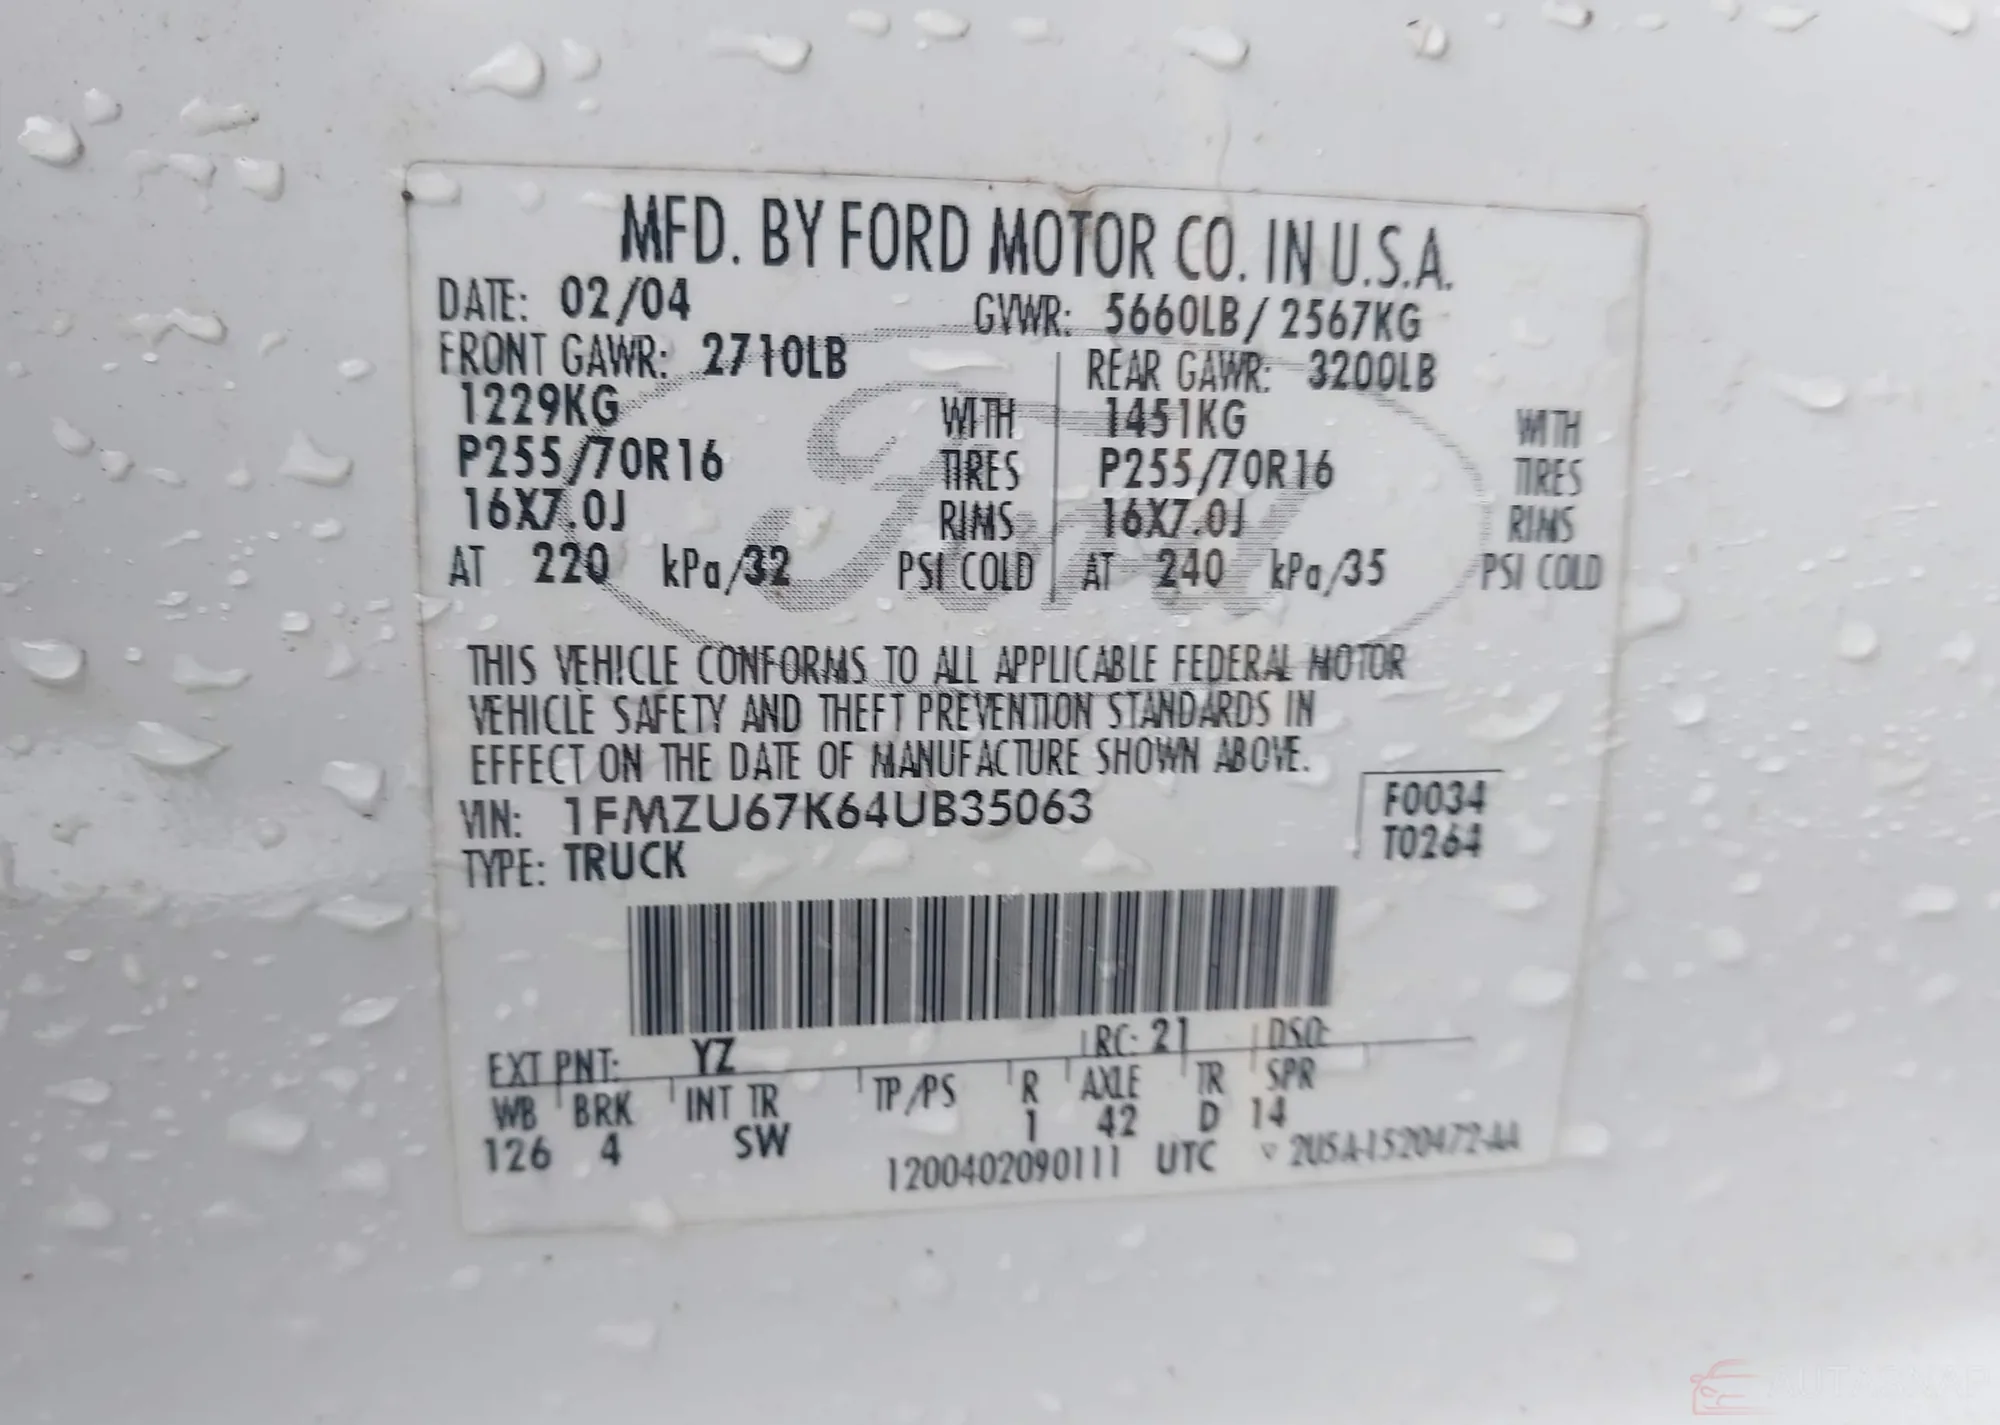 MFD. BY FORD MOTOR CO. IN U.S.A.
DATE: 02/04 GVWR: 5660LB / 2567KG
FRONT GAWR: 2710LB REAR GAWR: 3200LB
1229KG WITH 1451KG WITH
P255/70R16 TIRES P255/70R16 TIRES
16X7.0J RIMS 16X7.0J RIMS
AT 220 kPa/32 PSI COLD AT 240 kPa/35 PSI COLD
Ford
THIS VEHICLE CONFORMS TO ALL APPLICABLE FEDERAL MOTOR
VEHICLE SAFETY AND THEFT PREVENTION STANDARDS IN
EFFECT ON THE DATE OF MANUFACTURE SHOWN ABOVE.
VIN: 1FMZU67K64UB35063 F0034
TYPE: TRUCK T0264
EXT PNT: YZ RC: 21 DSO:
WB BRK INT TR TP/PS R AXLE TR SPR
126 4 SW 1 42 D 14
1200402090111 UTC ▽ 2U5A-1520472-AA